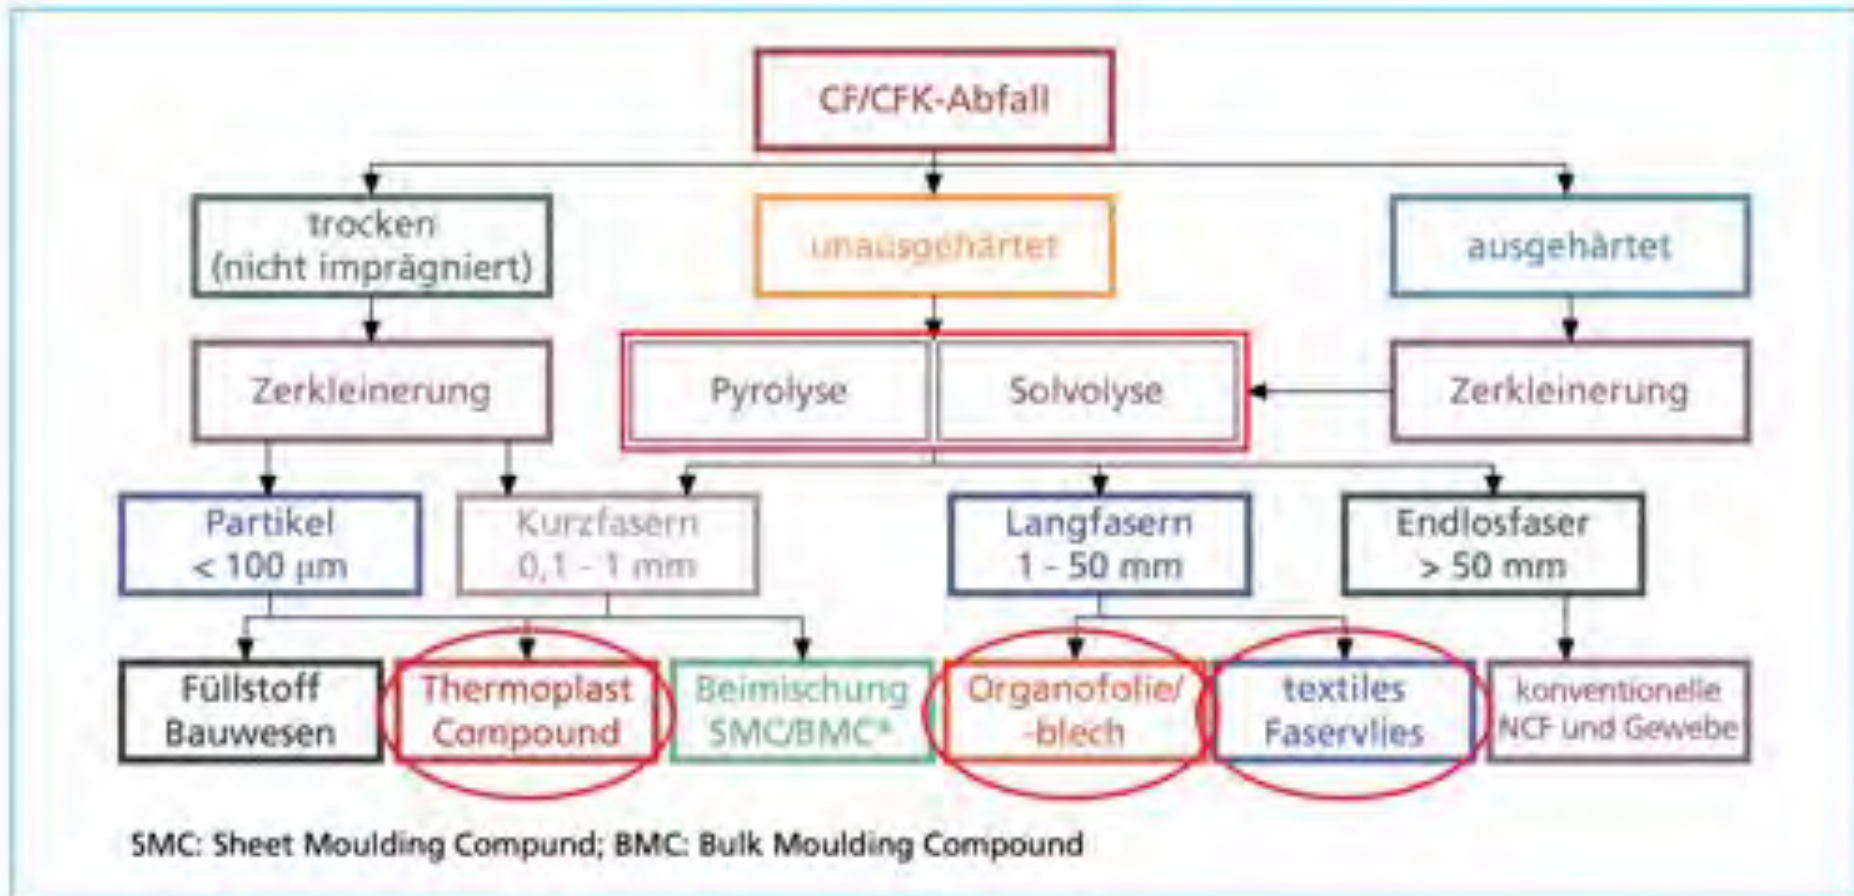 CF/CFK-Abfall
trocken
(nicht imprägniert)
unausgehärtet
ausgehärtet
Zerkleinerung
Pyrolyse
Solvolyse
Zerkleinerung
Partikel
< 100 µm
Kurzfasern
0,1 - 1 mm
Langfasern
1 - 50 mm
Endlosfaser
> 50 mm
Füllstoff
Bauwesen
Thermoplast
Compound
Beimischung
SMC/BMC*
Organofolie/
-blech
textiles
Faservlies
konventionelle
NCF und Gewebe
SMC: Sheet Moulding Compund; BMC: Bulk Moulding Compound